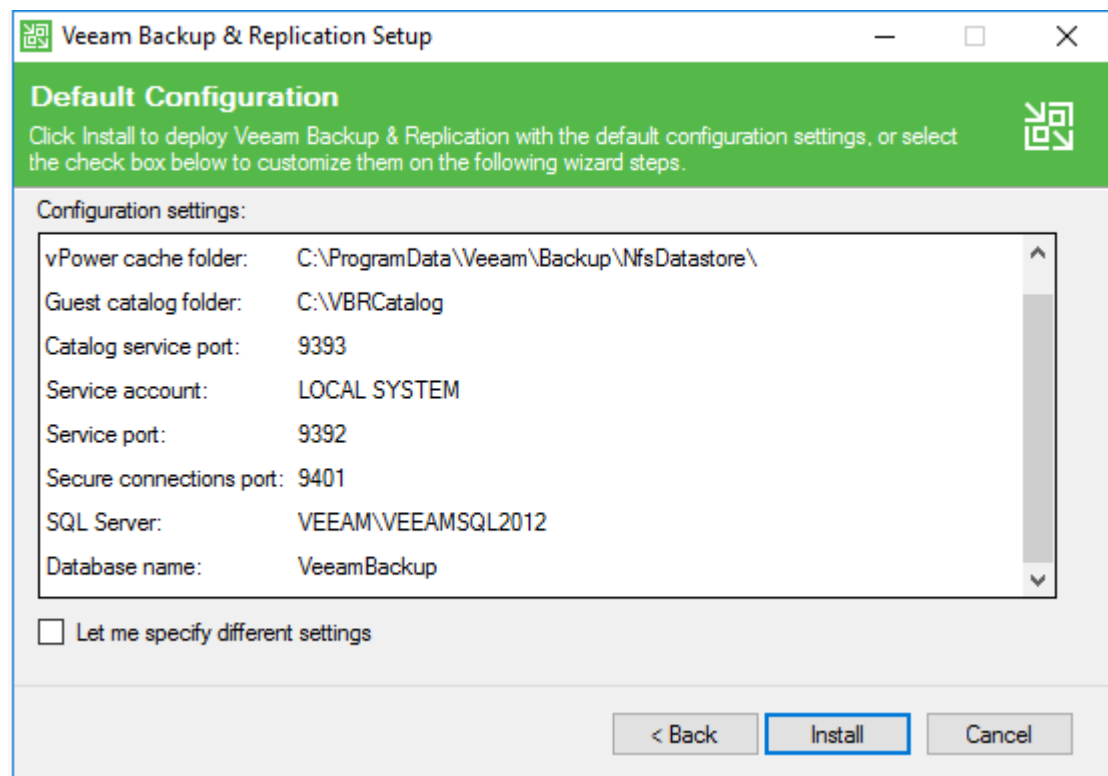 Veeam Backup & Replication Setup
Default Configuration
Click Install to deploy Veeam Backup & Replication with the default configuration settings, or select
the check box below to customize them on the following wizard steps.
Configuration settings:
vPower cache folder: C:\ProgramData\Veeam\Backup\NfsDatastore\
Guest catalog folder: C:\VBRCatalog
Catalog service port: 9393
Service account: LOCAL SYSTEM
Service port: 9392
Secure connections port: 9401
SQL Server: VEEAM\VEEAMSQL2012
Database name: VeeamBackup
Let me specify different settings
< Back Install Cancel